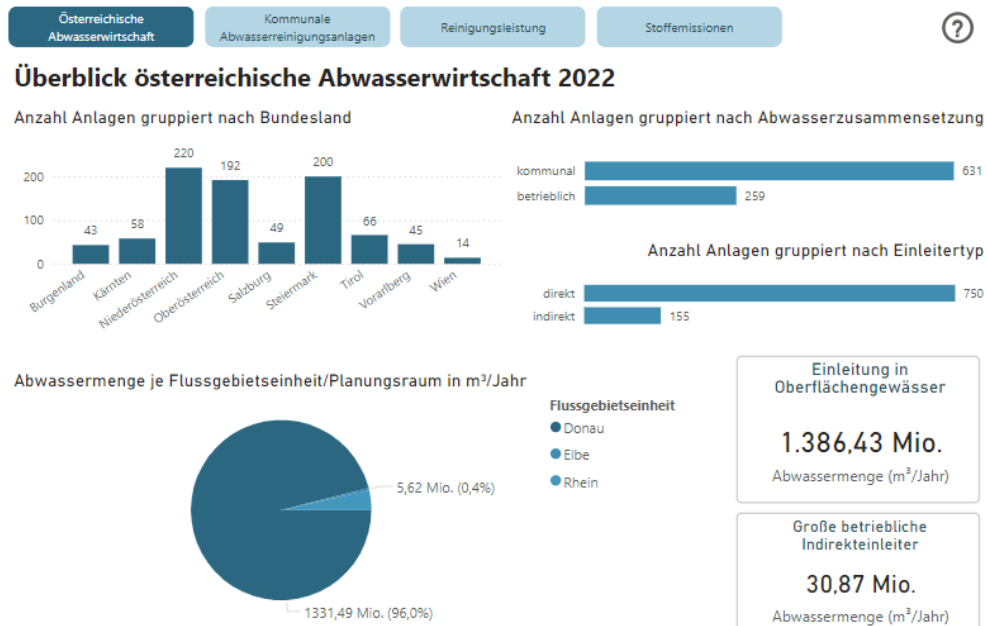 Österreichische
Abwasserwirtschaft
Kommunale
Abwasserreinigungsanlagen
Reinigungsleistung
Stoffemissionen
?
Überblick österreichische Abwasserwirtschaft 2022
Anzahl Anlagen gruppiert nach Bundesland
200
100
0
43
58
220
192
49
200
66
45
14
Burgenland
Kärnten
Niederösterreich
Oberösterreich
Salzburg
Steiermark
Tirol
Vorarlberg
Wien
Anzahl Anlagen gruppiert nach Abwasserzusammensetzung
kommunal 631
betrieblich 259
Anzahl Anlagen gruppiert nach Einleitertyp
direkt 750
indirekt 155
Abwassermenge je Flussgebietseinheit/Planungsraum in m³/Jahr
5,62 Mio. (0,4%)
1331,49 Mio. (96,0%)
Flussgebietseinheit
Donau
Elbe
Rhein
Einleitung in
Oberflächengewässer
1.386,43 Mio.
Abwassermenge (m³/Jahr)
Große betriebliche
Indirekteinleiter
30,87 Mio.
Abwassermenge (m³/Jahr)